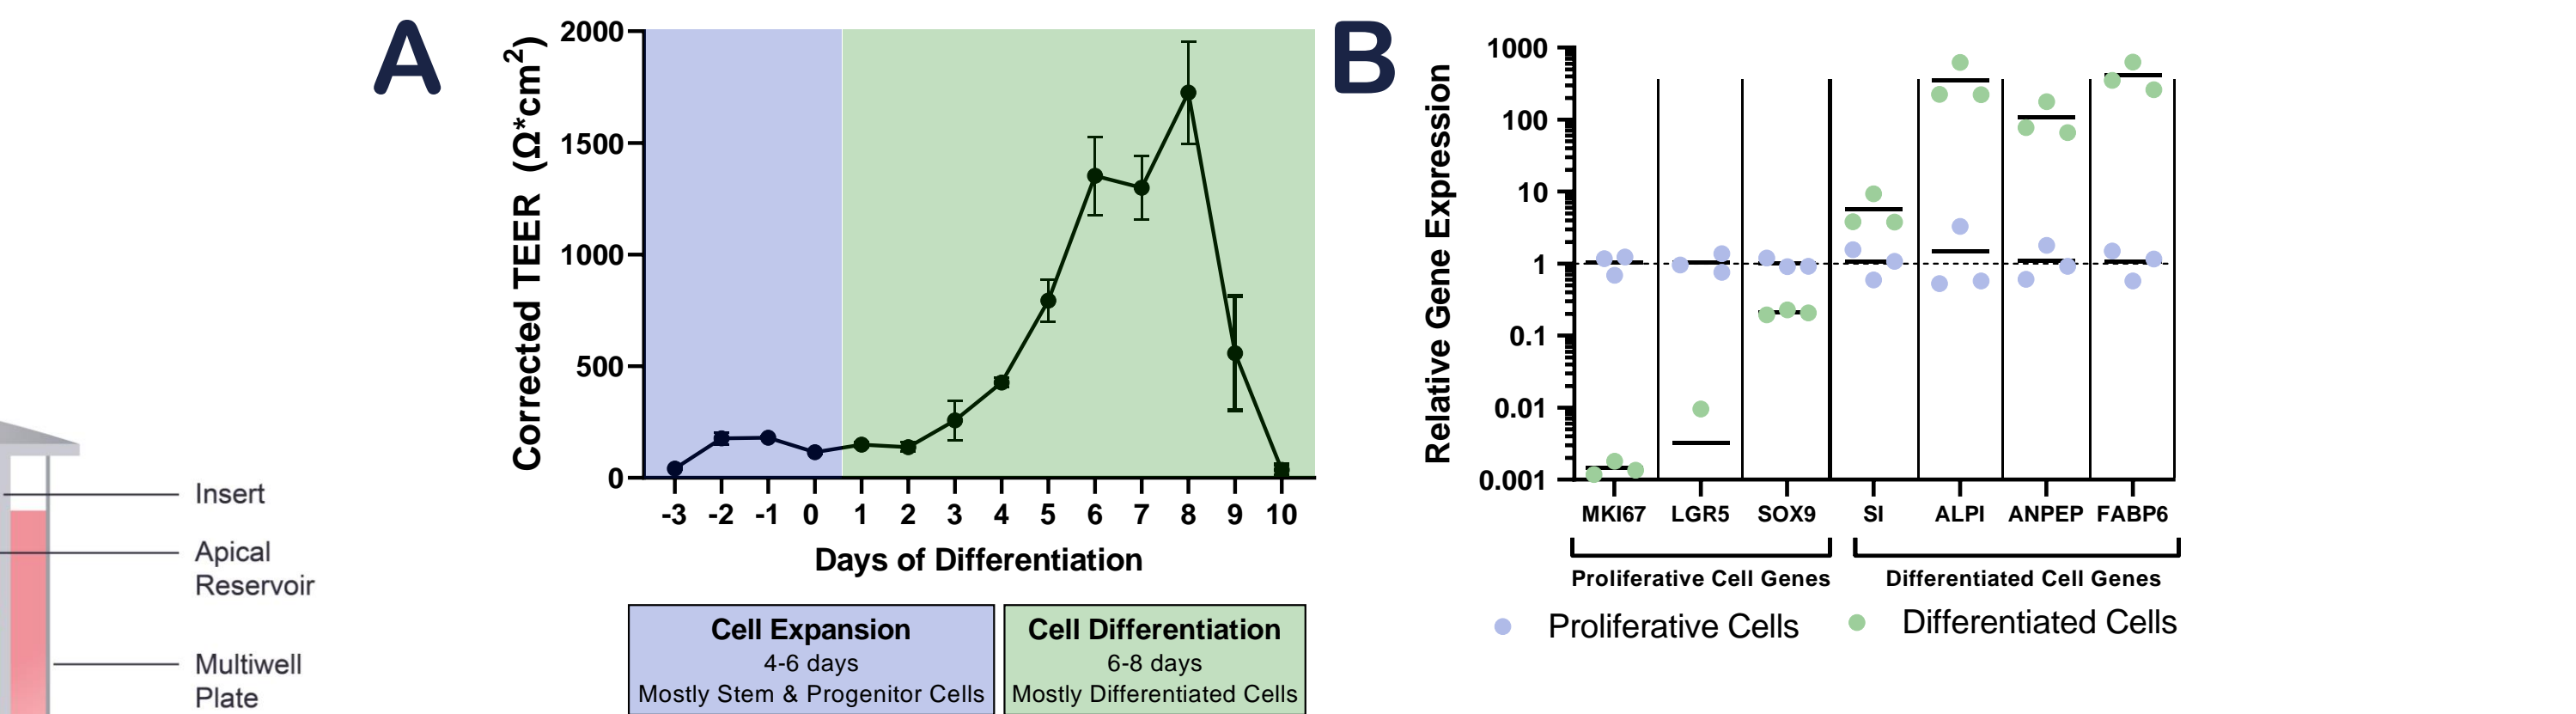 Insert
Apical
Reservoir
Multiwell
Plate
A
Corrected TEER (Ω*cm²)
2000
1500
1000
500
0
-3 -2 -1 0 1 2 3 4 5 6 7 8 9 10
Days of Differentiation
Cell Expansion
4-6 days
Mostly Stem & Progenitor Cells
Cell Differentiation
6-8 days
Mostly Differentiated Cells
B
Relative Gene Expression
1000
100
10
1
0.1
0.01
0.001
MKI67 LGR5 SOX9 SI ALPI ANPEP FABP6
Proliferative Cell Genes Differentiated Cell Genes
Proliferative Cells Differentiated Cells